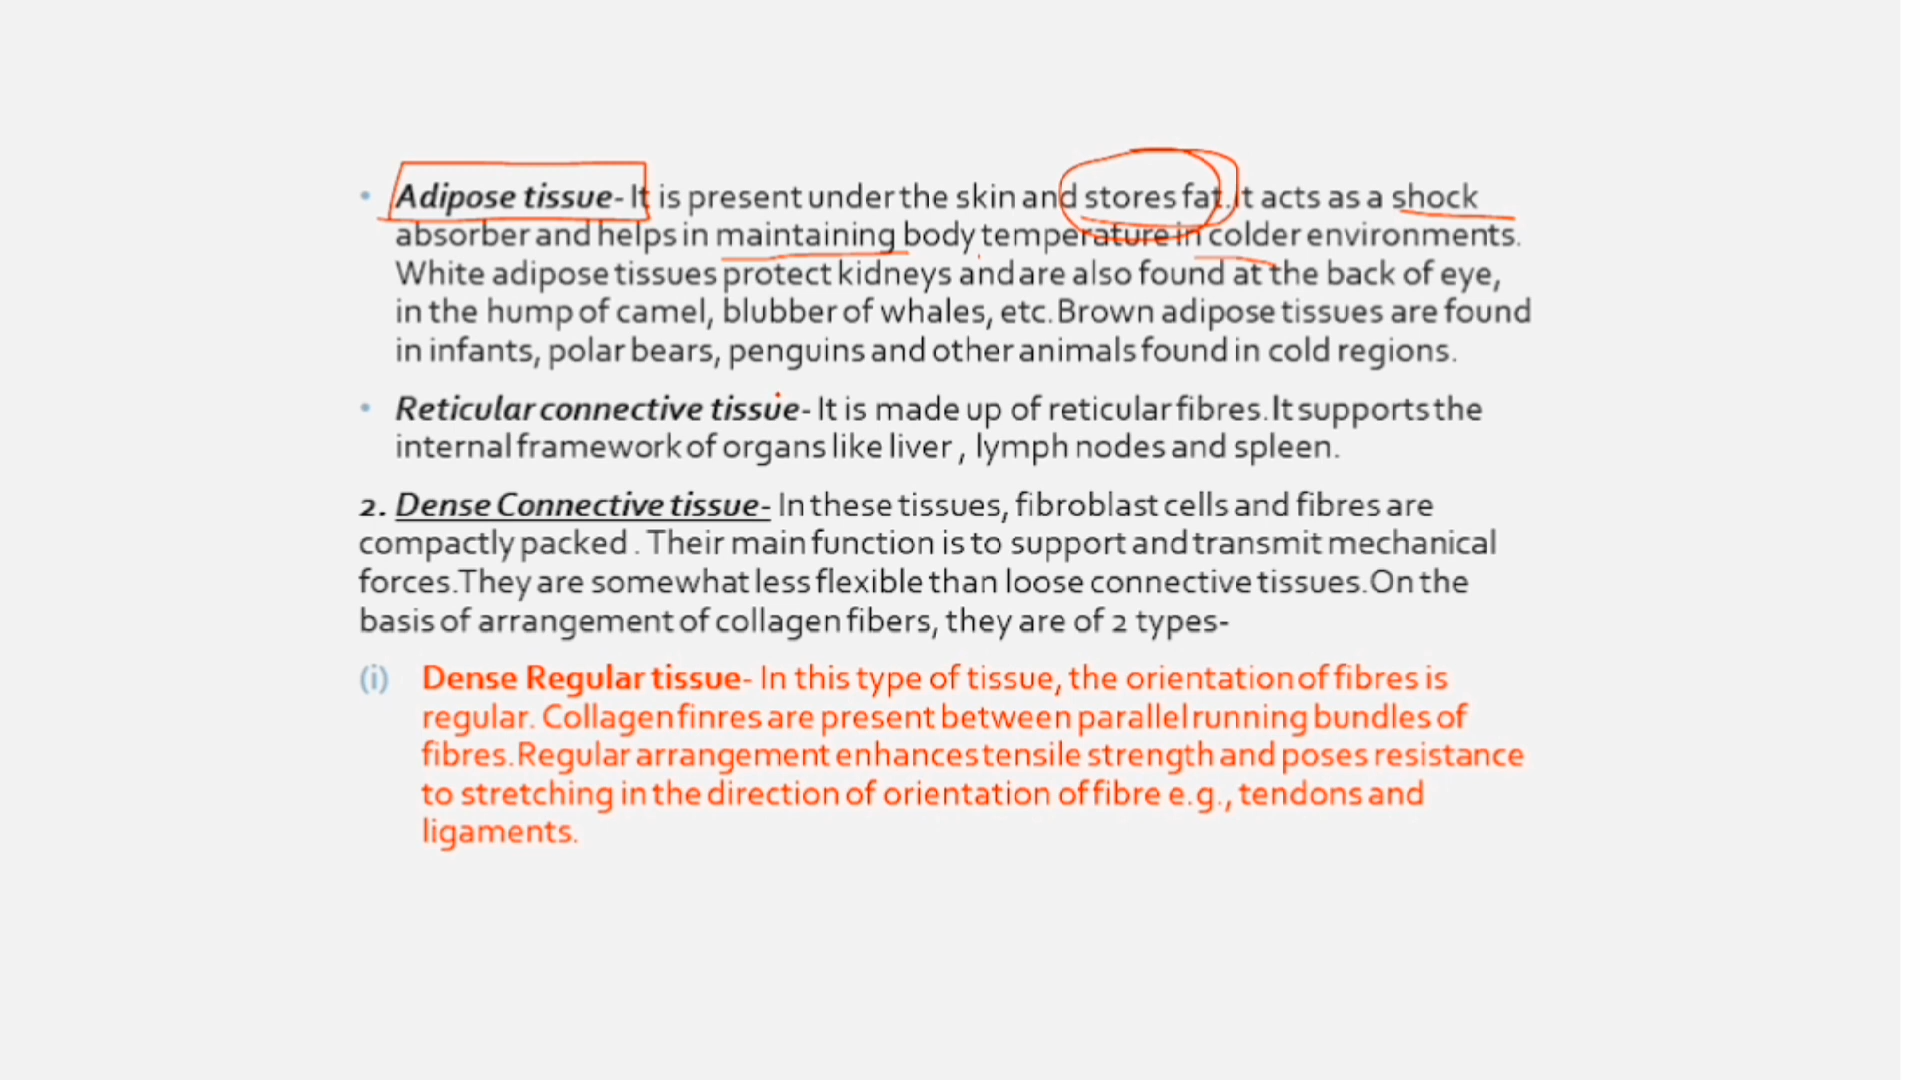 • Adipose tissue- It is present under the skin and stores fat. It acts as a shock
absorber and helps in maintaining body temperature in colder environments.
White adipose tissues protect kidneys and are also found at the back of eye,
in the hump of camel, blubber of whales, etc. Brown adipose tissues are found
in infants, polar bears, penguins and other animals found in cold regions.
• Reticular connective tissue- It is made up of reticular fibres. It supports the
internal framework of organs like liver , lymph nodes and spleen.
2. Dense Connective tissue- In these tissues, fibroblast cells and fibres are
compactly packed . Their main function is to support and transmit mechanical
forces. They are somewhat less flexible than loose connective tissues. On the
basis of arrangement of collagen fibers, they are of 2 types-
(i) Dense Regular tissue- In this type of tissue, the orientation of fibres is
regular. Collagen finres are present between parallel running bundles of
fibres. Regular arrangement enhances tensile strength and poses resistance
to stretching in the direction of orientation of fibre e.g., tendons and
ligaments.